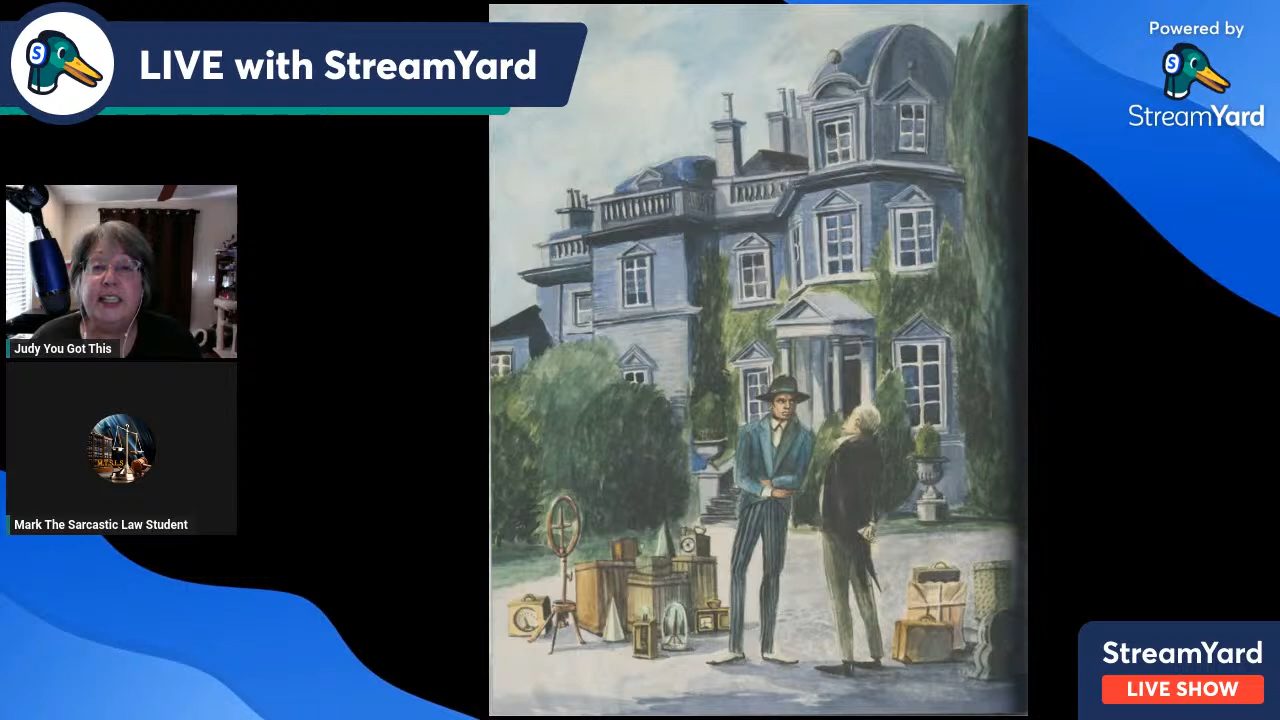 S
LIVE with StreamYard
Powered by
S
StreamYard
Judy You Got This
M.T.S.L.S
Mark The Sarcastic Law Student
StreamYard
LIVE SHOW